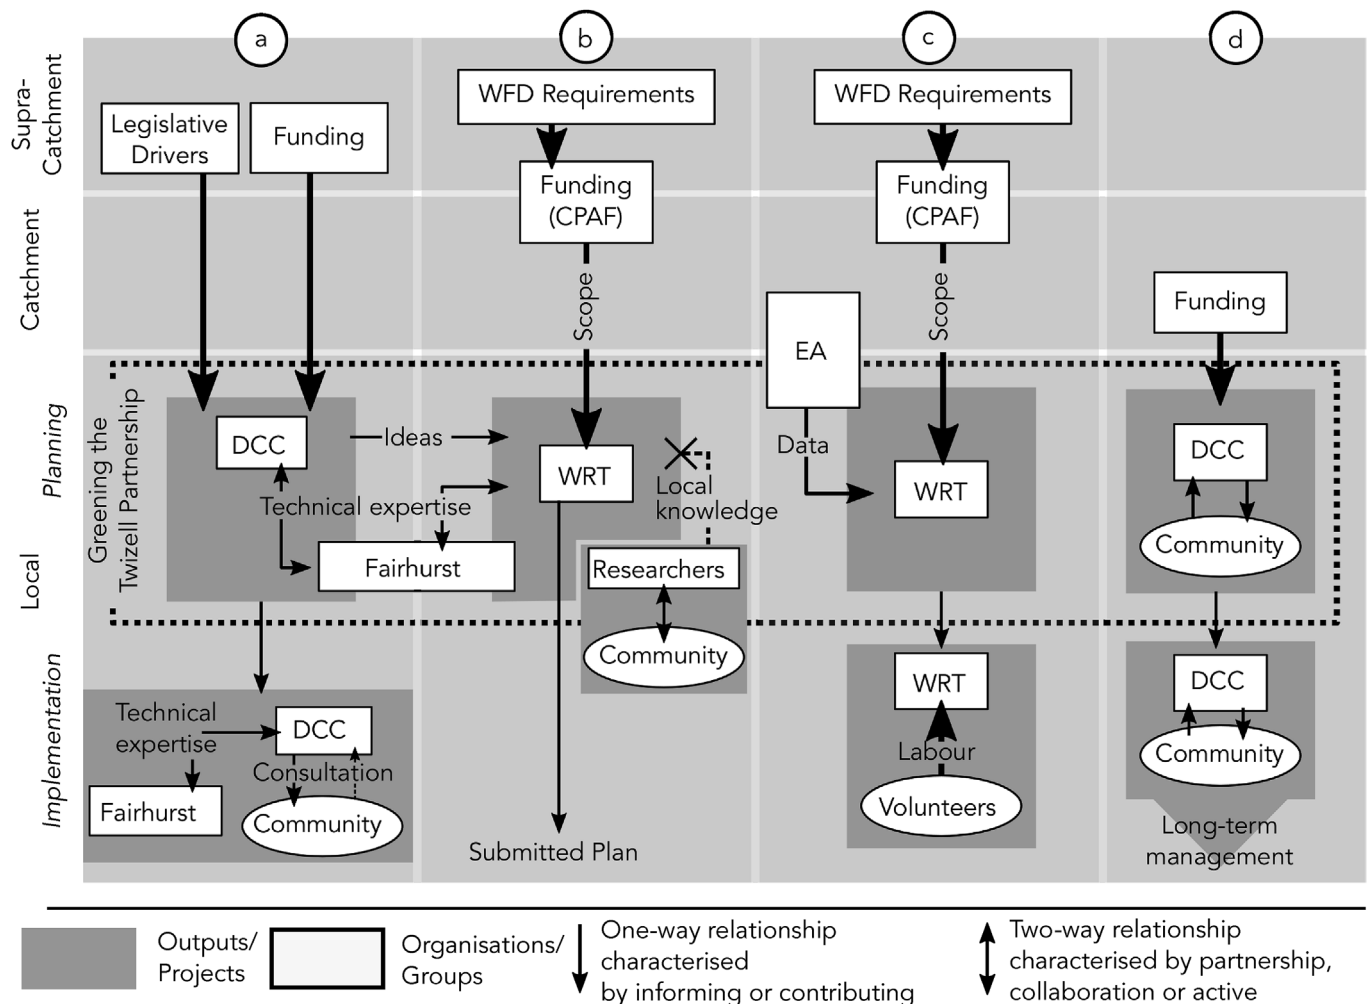 a
b
c
d
Supra-
Catchment
Catchment
Local
Planning
Implementation
Legislative
Drivers
Funding
Greening the
Twizell Partnership
DCC
Ideas
Technical expertise
Fairhurst
Technical
expertise
DCC
Consultation
Fairhurst
Community
WFD Requirements
Funding
(CPAF)
Scope
WRT
Local
knowledge
Researchers
Community
Submitted Plan
WFD Requirements
Funding
(CPAF)
Scope
EA
Data
WRT
WRT
Labour
Volunteers
Funding
DCC
Community
DCC
Community
Long-term
management
Outputs/
Projects
Organisations/
Groups
One-way relationship
characterised
by informing or contributing
Two-way relationship
characterised by partnership,
collaboration or active